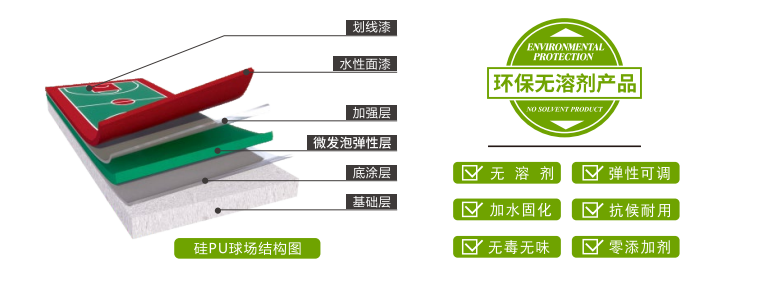 划线漆
水性面漆
加强层
微发泡弹性层
底涂层
基础层
硅PU球场结构图
ENVIRONMENTAL
PROTECTION
环保无溶剂产品
NO SOLVENT PRODUCT
无溶剂
弹性可调
加水固化
抗候耐用
无毒无味
零添加剂